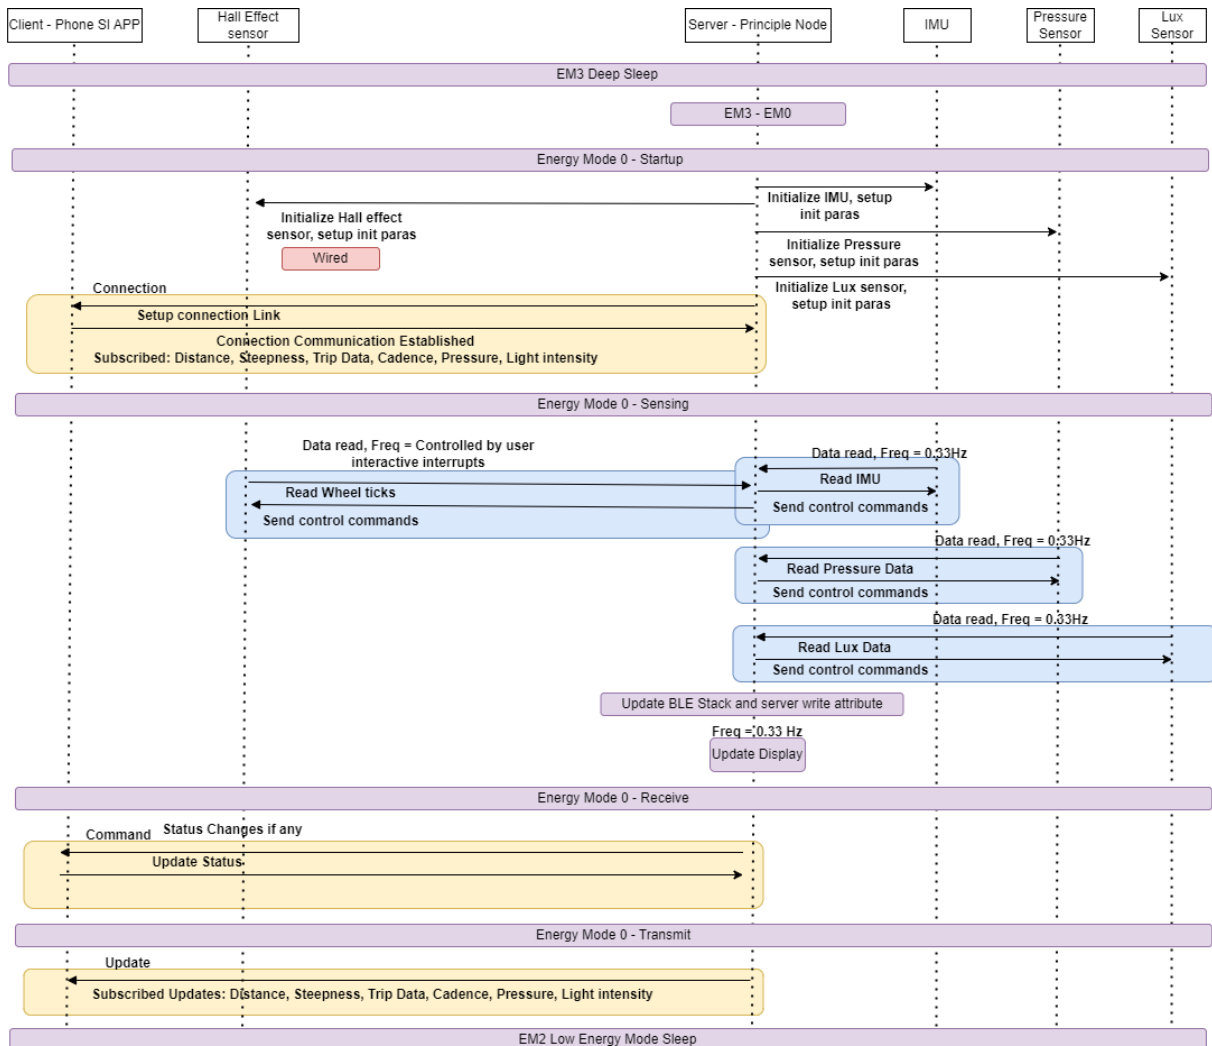 Client - Phone SI APP
Hall Effect
sensor
Server - Principle Node
IMU
Pressure
Sensor
Lux
Sensor
EM3 Deep Sleep
EM3 - EM0
Energy Mode 0 - Startup
Initialize IMU, setup
init paras
Initialize Hall effect
sensor, setup init paras
Initialize Pressure
sensor, setup init paras
Wired
Initialize Lux sensor,
setup init paras
Connection
Setup connection Link
Connection Communication Established
Subscribed: Distance, Steepness, Trip Data, Cadence, Pressure, Light intensity
Energy Mode 0 - Sensing
Data read, Freq = Controlled by user
interactive interrupts
Data read, Freq = 0.33Hz
Read IMU
Read Wheel ticks
Send control commands
Send control commands
Data read, Freq = 0.33Hz
Read Pressure Data
Send control commands
Data read, Freq = 0.33Hz
Read Lux Data
Send control commands
Update BLE Stack and server write attribute
Freq = 0.33 Hz
Update Display
Energy Mode 0 - Receive
Command
Status Changes if any
Update Status
Energy Mode 0 - Transmit
Update
Subscribed Updates: Distance, Steepness, Trip Data, Cadence, Pressure, Light intensity
EM2 Low Energy Mode Sleep